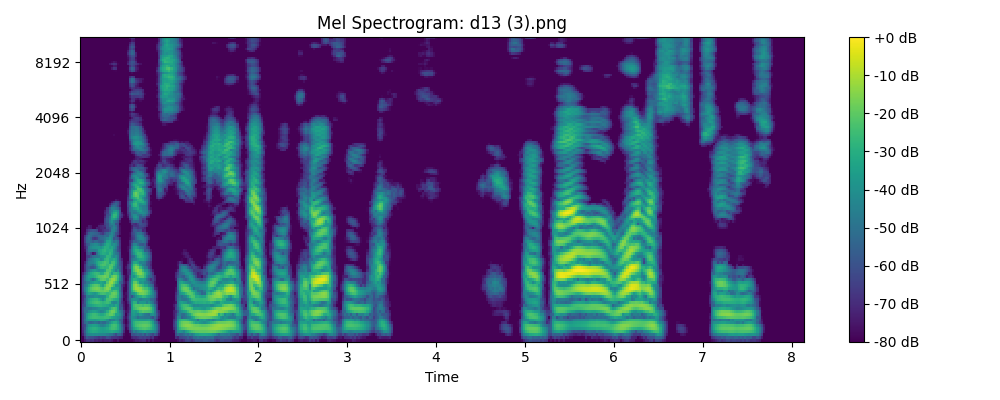 Mel Spectrogram: d13 (3).png
8192
4096
2048
1024
512
0
Hz
0 1 2 3 4 5 6 7 8
Time
+0 dB
-10 dB
-20 dB
-30 dB
-40 dB
-50 dB
-60 dB
-70 dB
-80 dB